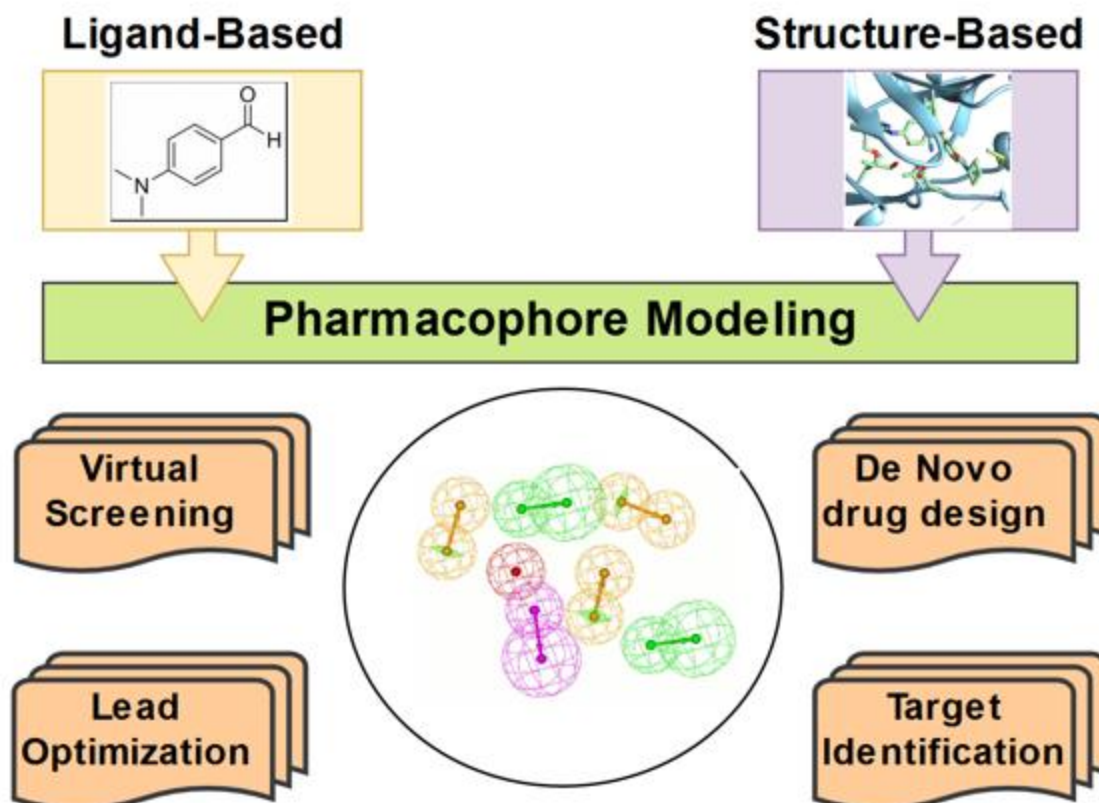 Ligand-Based
Structure-Based
O
H
N
Pharmacophore Modeling
Virtual
Screening
De Novo
drug design
Lead
Optimization
Target
Identification